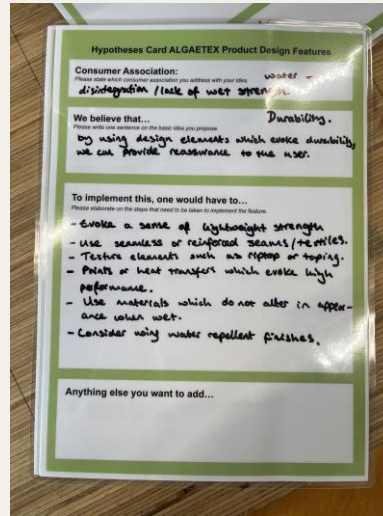 Hypotheses Card ALGAETEX Product Design Features
Consumer Association:
Please state which consumer association you address with your idea.
water
disintegration / lack of wet strength.
We believe that...
Durability.
Please write one sentence on the basic idea you propose.
by using design elements which evoke durability,
we can provide reassurance to the user.
To implement this, one would have to...
Please elaborate on the steps that need to be taken to implement the feature.
- Evoke a sense of lightweight strength
- use seamless or reinforced seams/textiles.
- Texture elements such as riptop or taping.
- Prints or heat transfers which evoke high
performance.
- Use materials which do not alter in appear-
ance when wet.
- Consider using water repellent finishes.
Anything else you want to add...